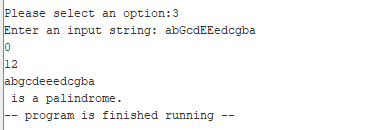 Please select an option:3
Enter an input string: abGcdEEedcgba
0
12
abgcdeeedcgba
 is a palindrome.
-- program is finished running --